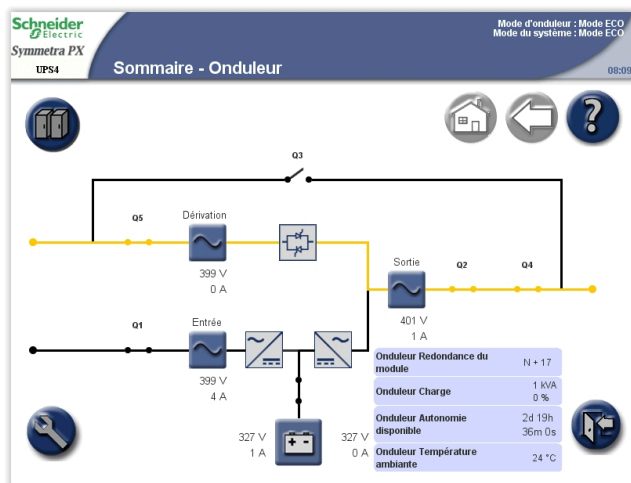 Schneider
Electric
Symmetra PX
UPS4
Sommaire - Onduleur
Mode d'onduleur : Mode ECO
Mode du système : Mode ECO
08:09
?
Q3
Q5
Dérivation
399 V
0 A
Sortie
401 V
1 A
Q2
Q4
Q1
Entrée
399 V
4 A
327 V
1 A
327 V
0 A
Onduleur Redondance du
module
N + 17
Onduleur Charge
1 kVA
0 %
Onduleur Autonomie
disponible
2d 19h
36m 0s
Onduleur Température
ambiante
24 °C